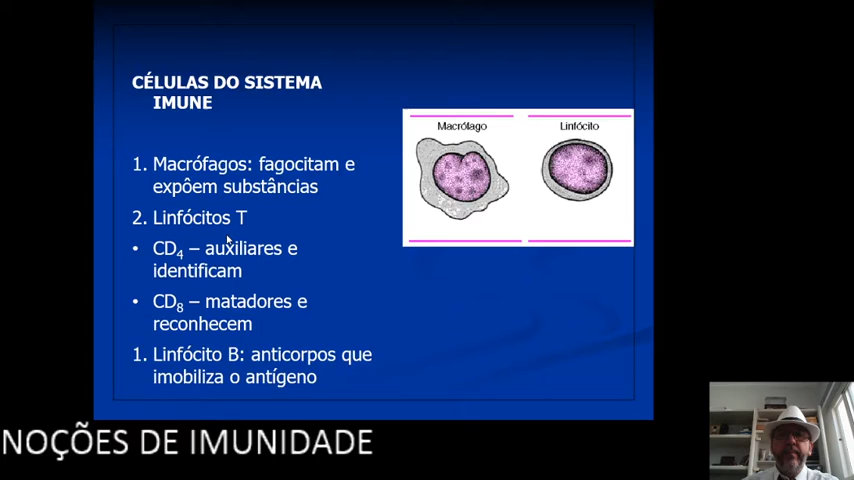 CÉLULAS DO SISTEMA
IMUNE
1. Macrófagos: fagocitam e
expôem substâncias
2. Linfócitos T
• CD4 – auxiliares e
identificam
• CD8 – matadores e
reconhecem
1. Linfócito B: anticorpos que
imobiliza o antígeno
Macrófago
Linfócito
NOÇÕES DE IMUNIDADE